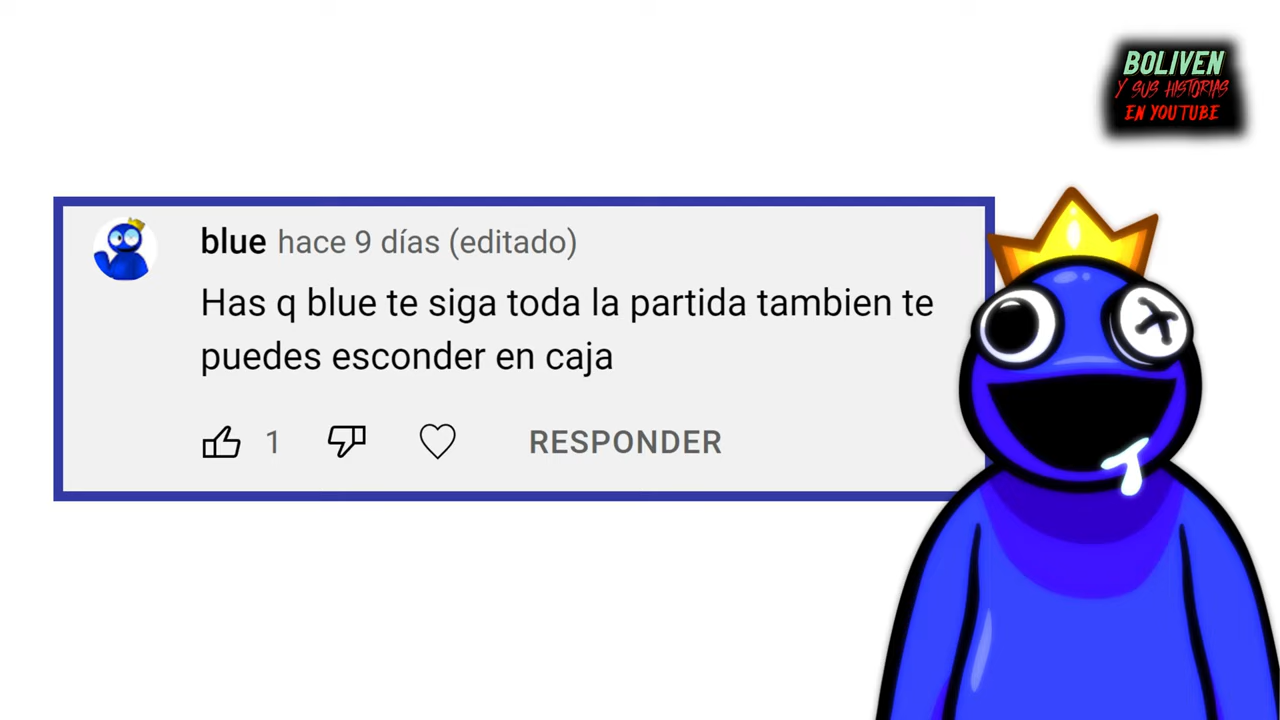 BOLIVEN
Y SUS HISTORIAS
EN YOUTUBE
blue hace 9 días (editado)
Has q blue te siga toda la partida tambien te
puedes esconder en caja
1 RESPONDER